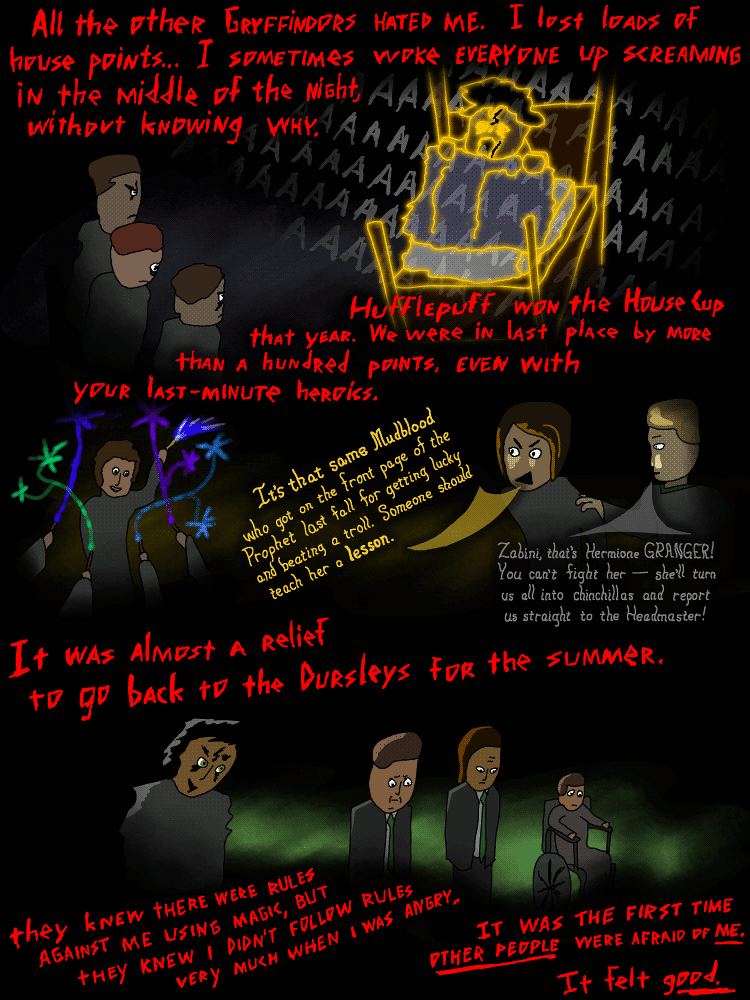 All the other Gryffindors hated me. I lost loads of
house points... I sometimes woke everyone up screaming
in the middle of the night,
without knowing why.
Hufflepuff won the House Cup
that year. We were in last place by more
than a hundred points, even with
your last-minute heroics.
It's that same Mudblood
who got on the front page of the
Prophet last fall for getting lucky
and beating a troll. Someone should
teach her a lesson.
Zabini, that's Hermione GRANGER!
You can't fight her — she'll turn
us all into chinchillas and report
us straight to the Headmaster!
It was almost a relief
to go back to the Dursleys for the summer.
They knew there were rules
against me using magic, but
they knew I didn't follow rules
very much when I was angry.
It was the first time
other people were afraid of me.
It felt good.